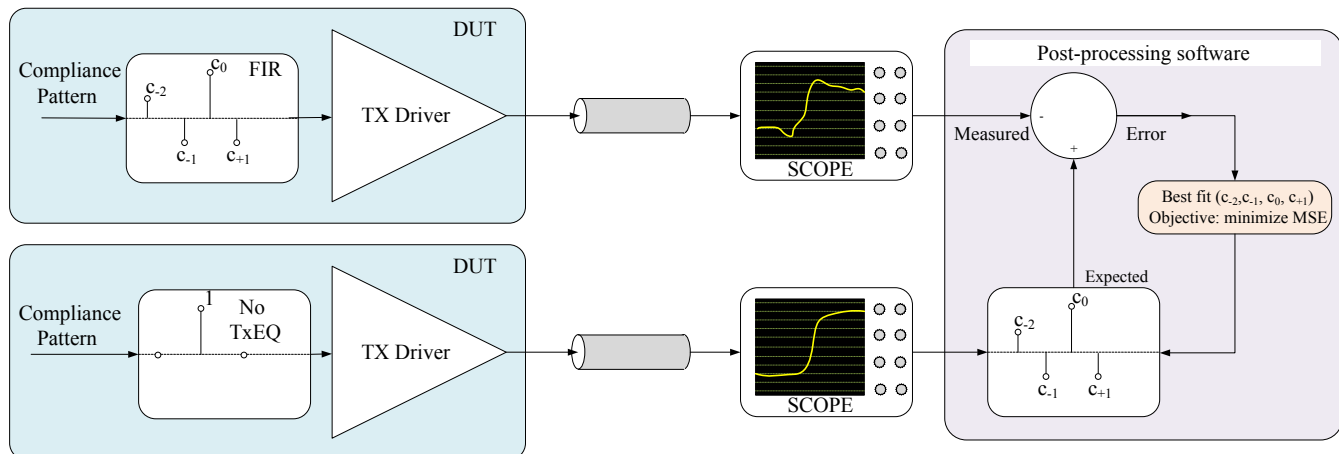 DUT
Compliance
Pattern
FIR
c-2
c0
c-1
c+1
TX Driver
SCOPE
Post-processing software
Measured
-
+
Error
Best fit (c-2,c-1, c0, c+1)
Objective: minimize MSE
Expected
c0
c-2
c-1
c+1
DUT
Compliance
Pattern
1
No
TxEQ
TX Driver
SCOPE